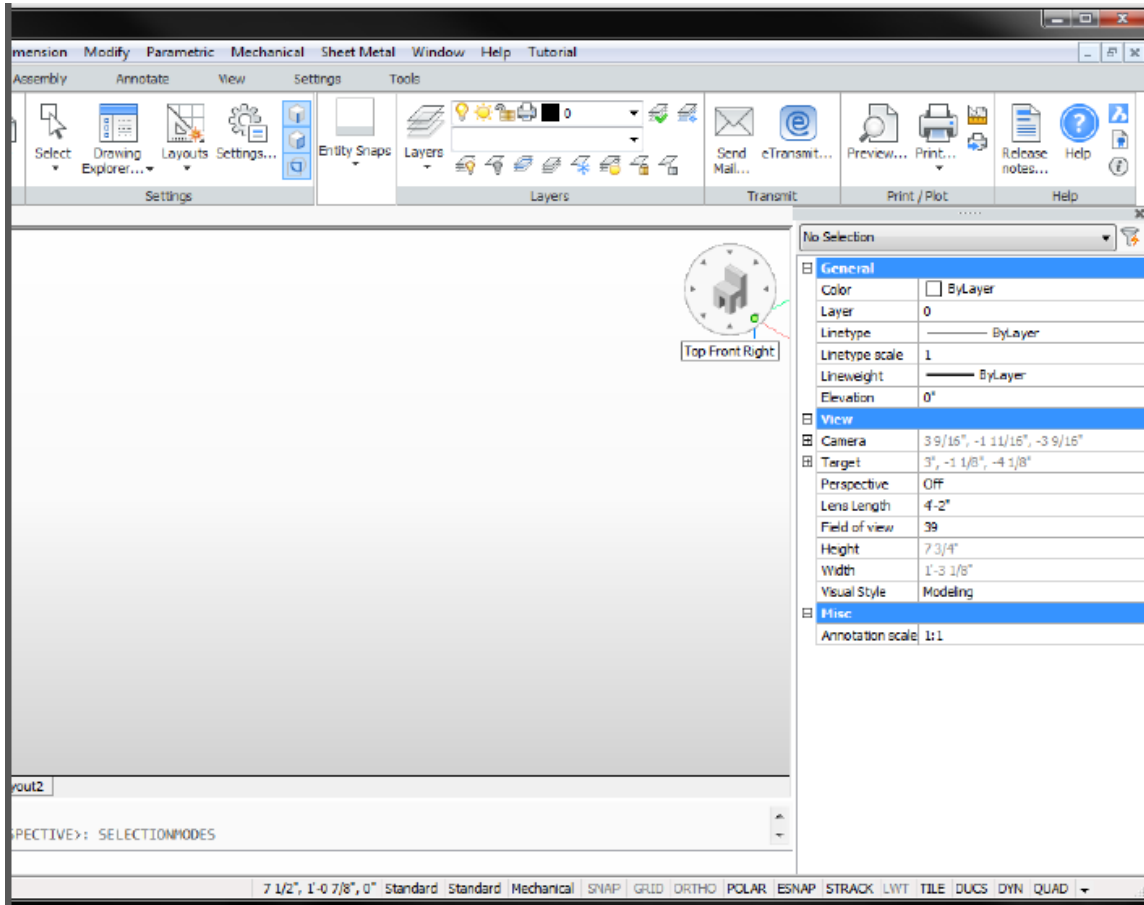 mension Modify Parametric Mechanical Sheet Metal Window Help Tutorial
Assembly Annotate View Settings Tools
0
Select Drawing Explorer... Layouts Settings... Entity Snaps Layers Send Mail... eTransmit... Preview... Print... Release notes... Help
Settings Layers Transmit Print / Plot Help
No Selection
General
Color ByLayer
Layer 0
Linetype ByLayer
Linetype scale 1
Lineweight ByLayer
Elevation 0"
View
Camera 3 9/16", -1 11/16", -3 9/16"
Target 3", -1 1/8", -4 1/8"
Perspective Off
Lens Length 4'-2"
Field of view 39
Height 7 3/4"
Width 1'-3 1/8"
Visual Style Modeling
Misc
Annotation scale 1:1
Top Front Right
yout2
SPECTIVE>: SELECTIONMODES
7 1/2", 1'-0 7/8", 0" Standard Standard Mechanical SNAP GRID ORTHO POLAR ESNAP STRACK LWT TILE DUCS DYN QUAD